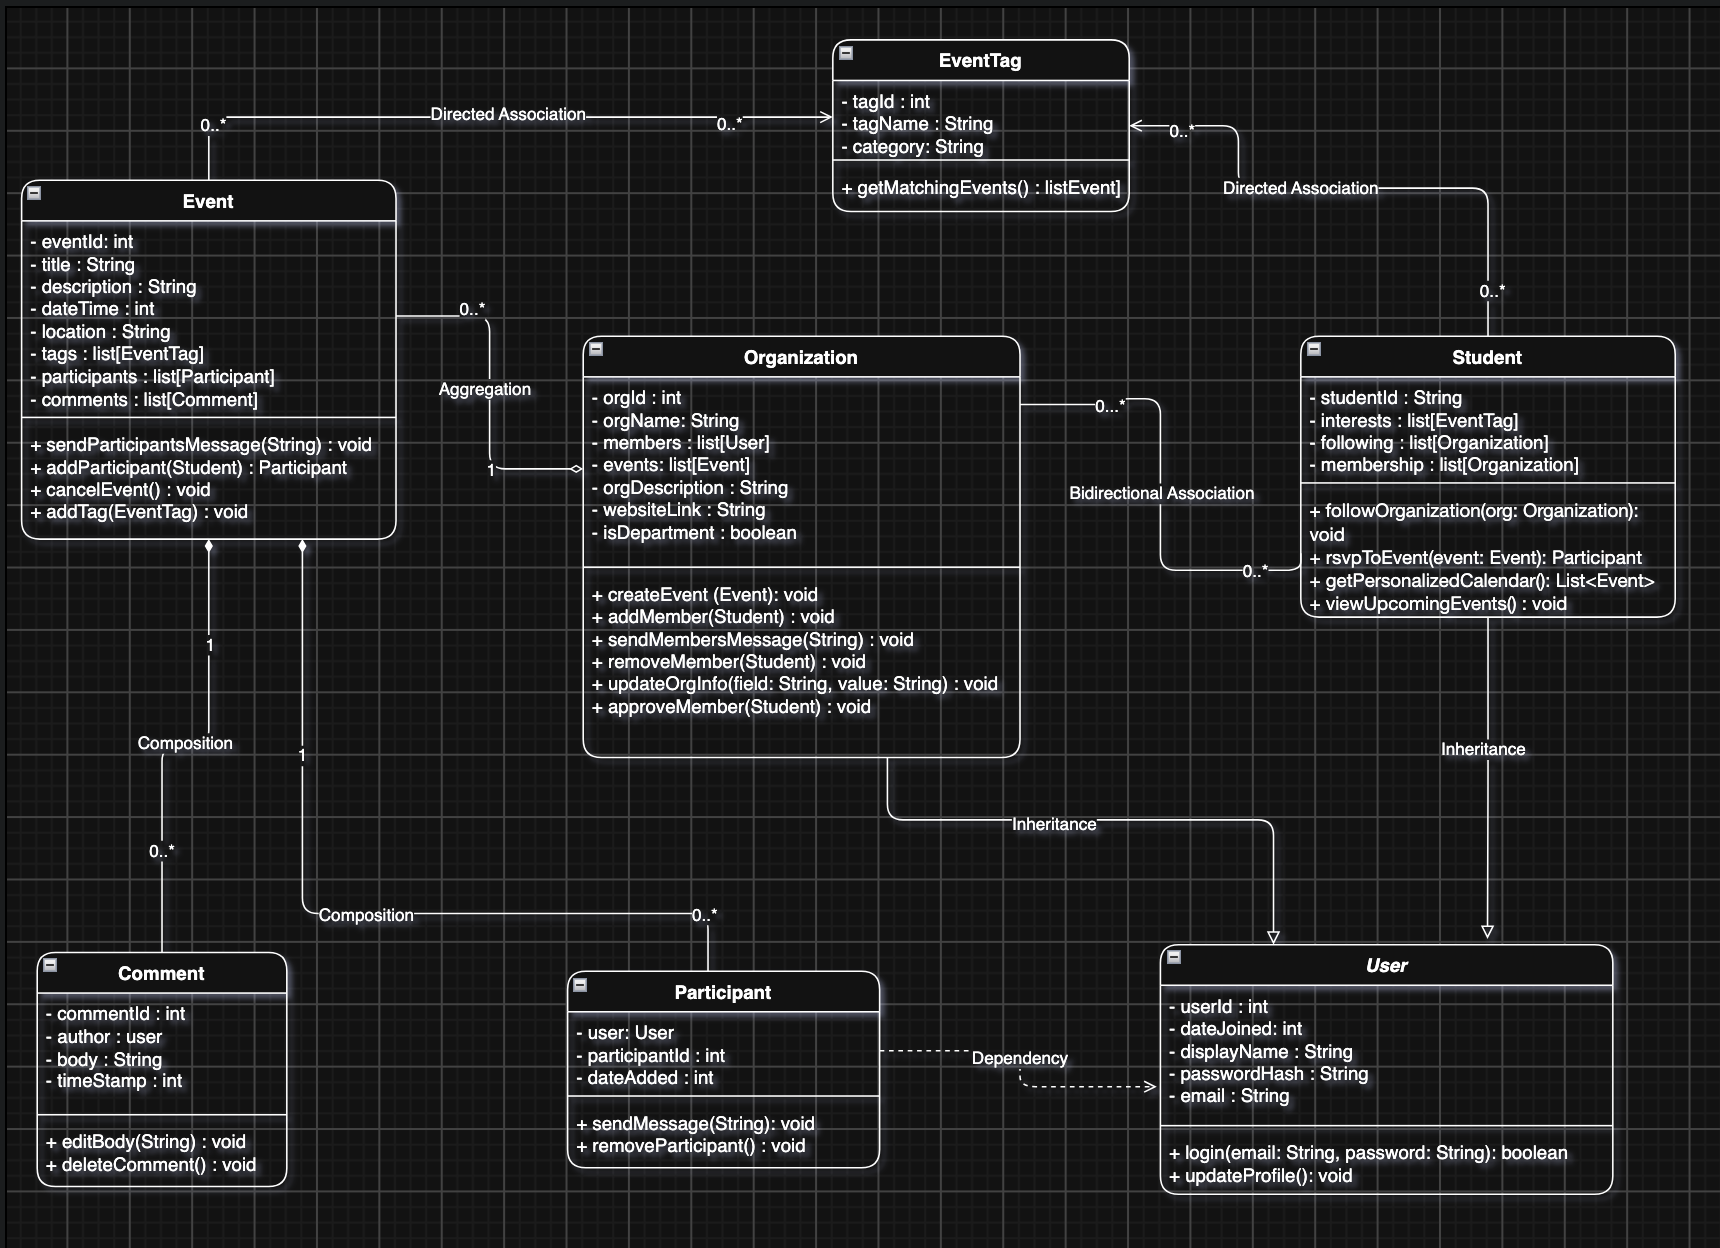 EventTag
- tagId : int
- tagName : String
- category: String
+ getMatchingEvents() : listEvent]
Directed Association
0..*
0..*
0..*
Directed Association
0..*
Event
- eventId: int
- title : String
- description : String
- dateTime : int
- location : String
- tags : list[EventTag]
- participants : list[Participant]
- comments : list[Comment]
+ sendParticipantsMessage(String) : void
+ addParticipant(Student) : Participant
+ cancelEvent() : void
+ addTag(EventTag) : void
0..*
Aggregation
1
Organization
- orgId : int
- orgName: String
- members : list[User]
- events: list[Event]
- orgDescription : String
- websiteLink : String
- isDepartment : boolean
+ createEvent (Event): void
+ addMember(Student) : void
+ sendMembersMessage(String) : void
+ removeMember(Student) : void
+ updateOrgInfo(field: String, value: String) : void
+ approveMember(Student) : void
0...*
Bidirectional Association
0..*
Student
- studentId : String
- interests : list[EventTag]
- following : list[Organization]
- membership : list[Organization]
+ followOrganization(org: Organization):
void
+ rsvpToEvent(event: Event): Participant
+ getPersonalizedCalendar(): List<Event>
+ viewUpcomingEvents() : void
1
Composition
0..*
1
Composition
0..*
Inheritance
Inheritance
Comment
- commentId : int
- author : user
- body : String
- timeStamp : int
+ editBody(String) : void
+ deleteComment() : void
Participant
- user: User
- participantId : int
- dateAdded : int
+ sendMessage(String): void
+ removeParticipant() : void
Dependency
User
- userId : int
- dateJoined: int
- displayName : String
- passwordHash : String
- email : String
+ login(email: String, password: String): boolean
+ updateProfile(): void